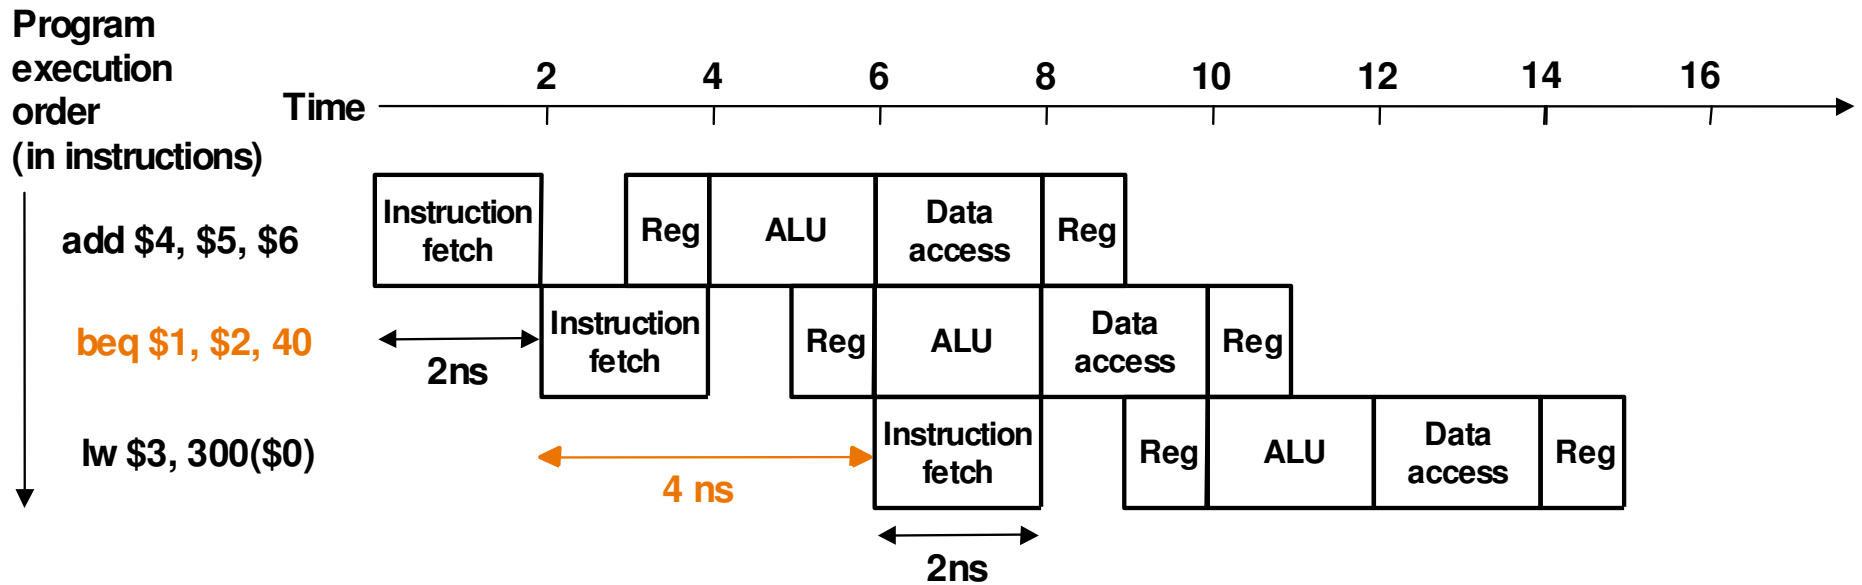 Program
execution
order
(in instructions)
Time
2 4 6 8 10 12 14 16
add $4, $5, $6
Instruction
fetch
Reg
ALU
Data
access
Reg
beq $1, $2, 40
2ns
Instruction
fetch
Reg
ALU
Data
access
Reg
lw $3, 300($0)
4 ns
Instruction
fetch
Reg
ALU
Data
access
Reg
2ns